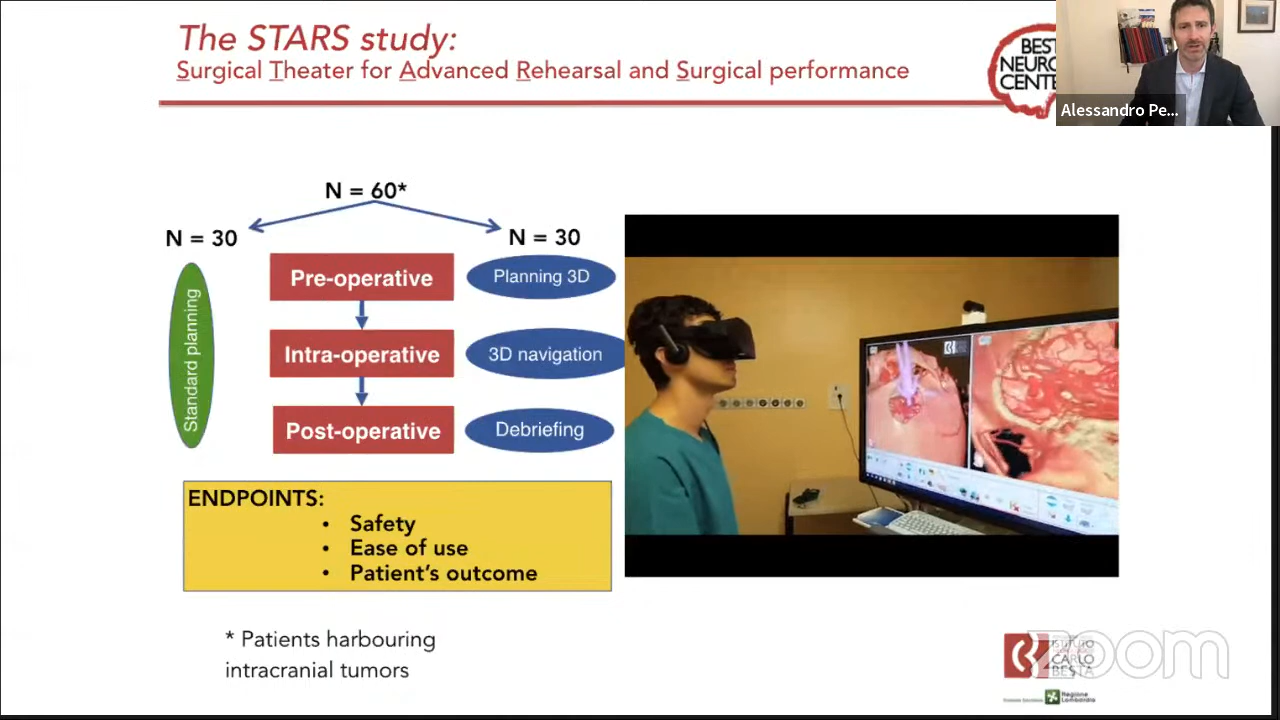 The STARS study:
Surgical Theater for Advanced Rehearsal and Surgical performance
BEST
NEURO
CENTE
Alessandro Pe...
N = 60*
N = 30
N = 30
Standard planning
Pre-operative
Planning 3D
Intra-operative
3D navigation
Post-operative
Debriefing
ENDPOINTS:
• Safety
• Ease of use
• Patient's outcome
* Patients harbouring
intracranial tumors
ISTITUTO
CARLO
BESTA
zoom
Regione
Lombardia